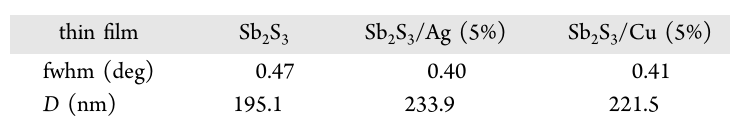 thin film Sb₂S₃ Sb₂S₃/Ag (5%) Sb₂S₃/Cu (5%)
fwhm (deg) 0.47 0.40 0.41
D (nm) 195.1 233.9 221.5